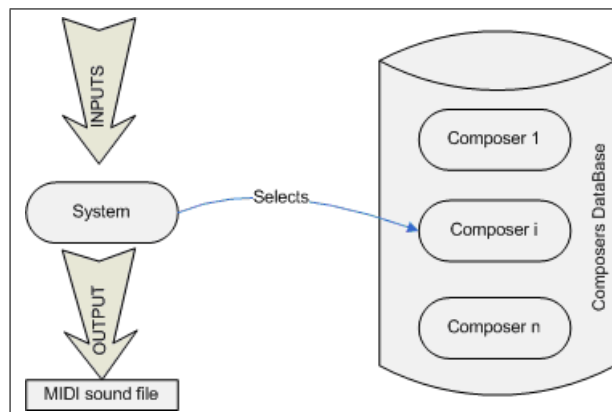 INPUTS
System
Selects
OUTPUT
MIDI sound file
Composer 1
Composer i
Composer n
Composers DataBase